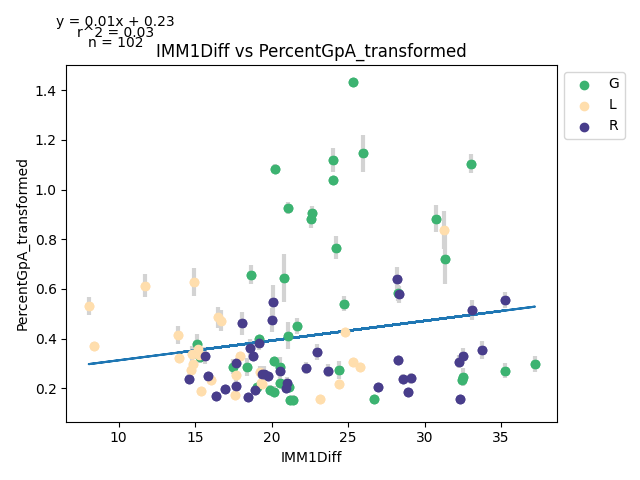 y = 0.01x + 0.23
r^2 = 0.03
n = 102
IMM1Diff vs PercentGpA_transformed
G
L
R
PercentGpA_transformed
1.4
1.2
1.0
0.8
0.6
0.4
0.2
10 15 20 25 30 35
IMM1Diff